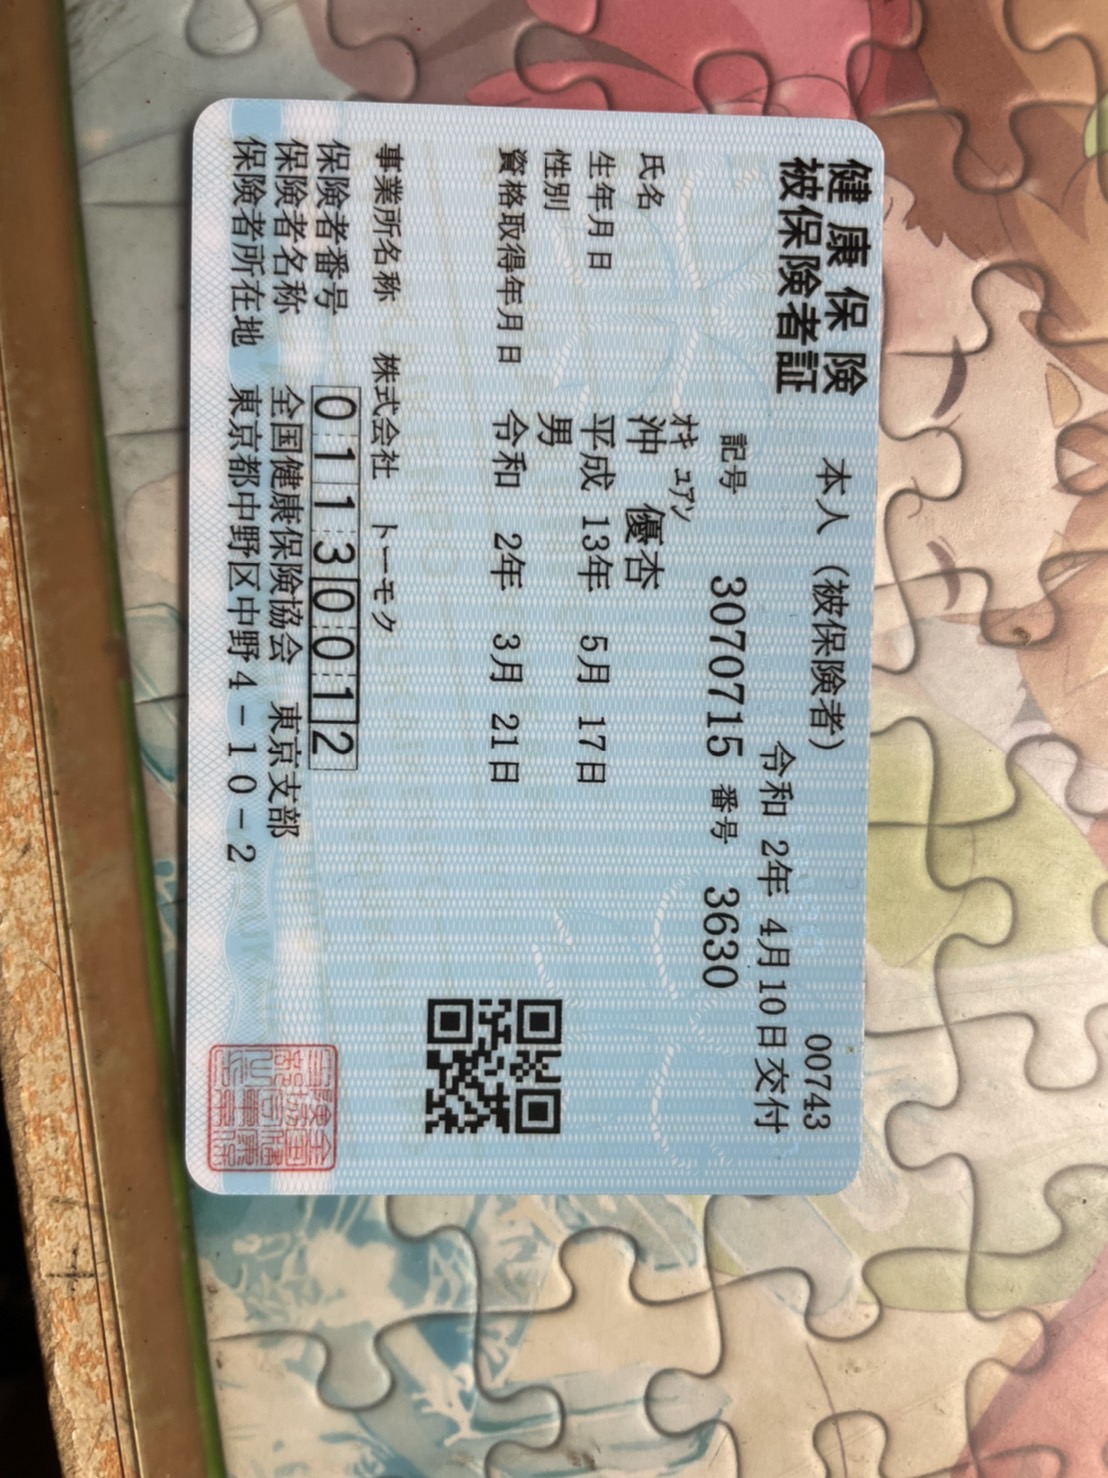 健康保険
被保険者証
本人（被保険者）
00743
令和 2年 4月 10日交付
記号 3070715 番号 3630
ｵｷ ﾕｱﾝ
氏名 沖 優杏
生年月日 平成 13年 5月 17日
性別 男
資格取得年月日 令和 2年 3月 21日
事業所名称 株式会社 トーモク
保険者番号 01130012
保険者名称 全国健康保険協会 東京支部
保険者所在地 東京都中野区中野4-10-2